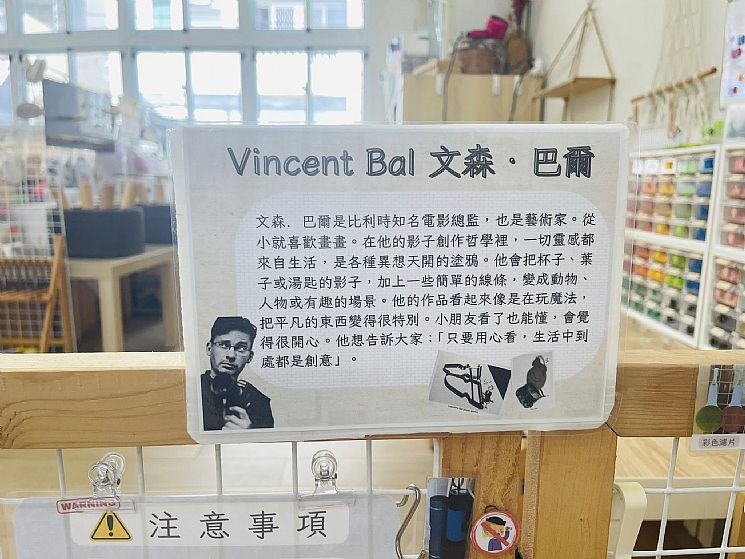 Vincent Bal 文森・巴爾
文森．巴爾是比利時知名電影總監，也是藝術家。從
小就喜歡畫畫。在他的影子創作哲學裡，一切靈感都
來自生活，是各種異想天開的塗鴉。他會把杯子、葉
子或湯匙的影子，加上一些簡單的線條，變成動物、
人物或有趣的場景。他的作品看起來像是在玩魔法，
把平凡的東西變得很特別。小朋友看了也能懂，會覺
得很開心。他想告訴大家：「只要用心看，生活中到
處都是創意」。
彩色濾片
WARNING
注意事項